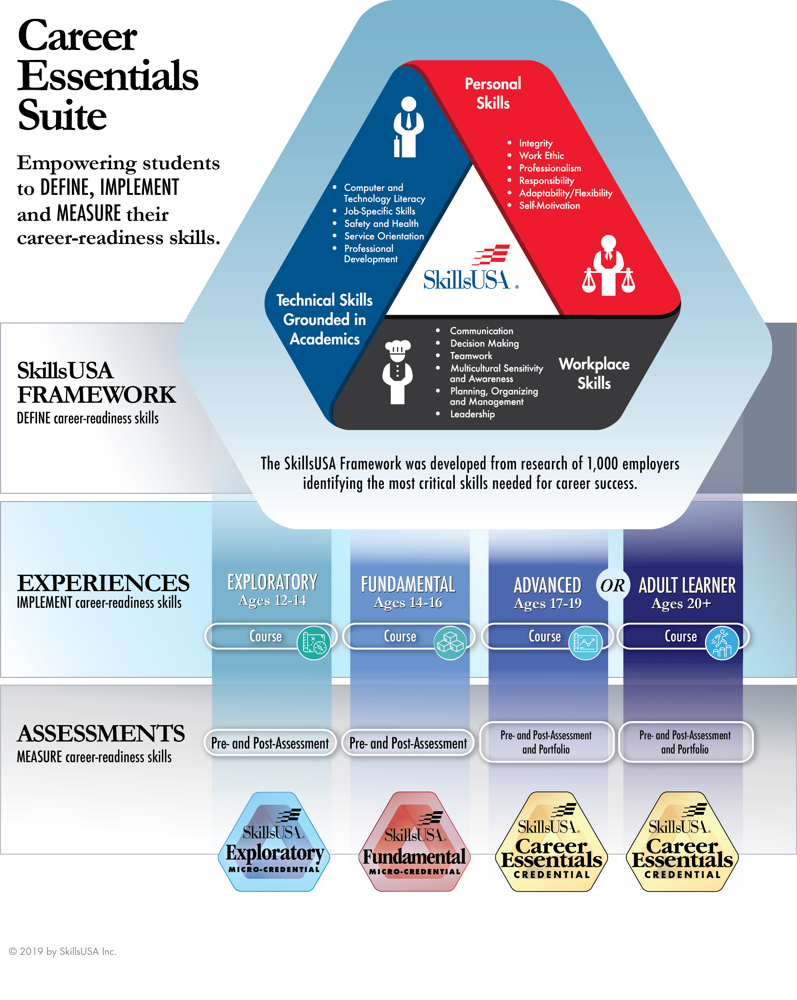 Career
Essentials
Suite
Empowering students
to DEFINE, IMPLEMENT
and MEASURE their
career-readiness skills.
Personal
Skills
• Integrity
• Work Ethic
• Professionalism
• Responsibility
• Adaptability/Flexibility
• Self-Motivation
• Computer and
Technology Literacy
• Job-Specific Skills
• Safety and Health
• Service Orientation
• Professional
Development
Technical Skills
Grounded in
Academics
SkillsUSA®
• Communication
• Decision Making
• Teamwork
• Multicultural Sensitivity
and Awareness
• Planning, Organizing
and Management
• Leadership
Workplace
Skills
SkillsUSA
FRAMEWORK
DEFINE career-readiness skills
The SkillsUSA Framework was developed from research of 1,000 employers
identifying the most critical skills needed for career success.
EXPERIENCES
IMPLEMENT career-readiness skills
EXPLORATORY
Ages 12-14
Course
FUNDAMENTAL
Ages 14-16
Course
ADVANCED
Ages 17-19
Course
OR
ADULT LEARNER
Ages 20+
Course
ASSESSMENTS
MEASURE career-readiness skills
Pre- and Post-Assessment
Pre- and Post-Assessment
Pre- and Post-Assessment
and Portfolio
Pre- and Post-Assessment
and Portfolio
SkillsUSA®
Exploratory
MICRO-CREDENTIAL
SkillsUSA®
Fundamental
MICRO-CREDENTIAL
SkillsUSA®
Career
Essentials
CREDENTIAL
SkillsUSA®
Career
Essentials
CREDENTIAL
© 2019 by SkillsUSA Inc.